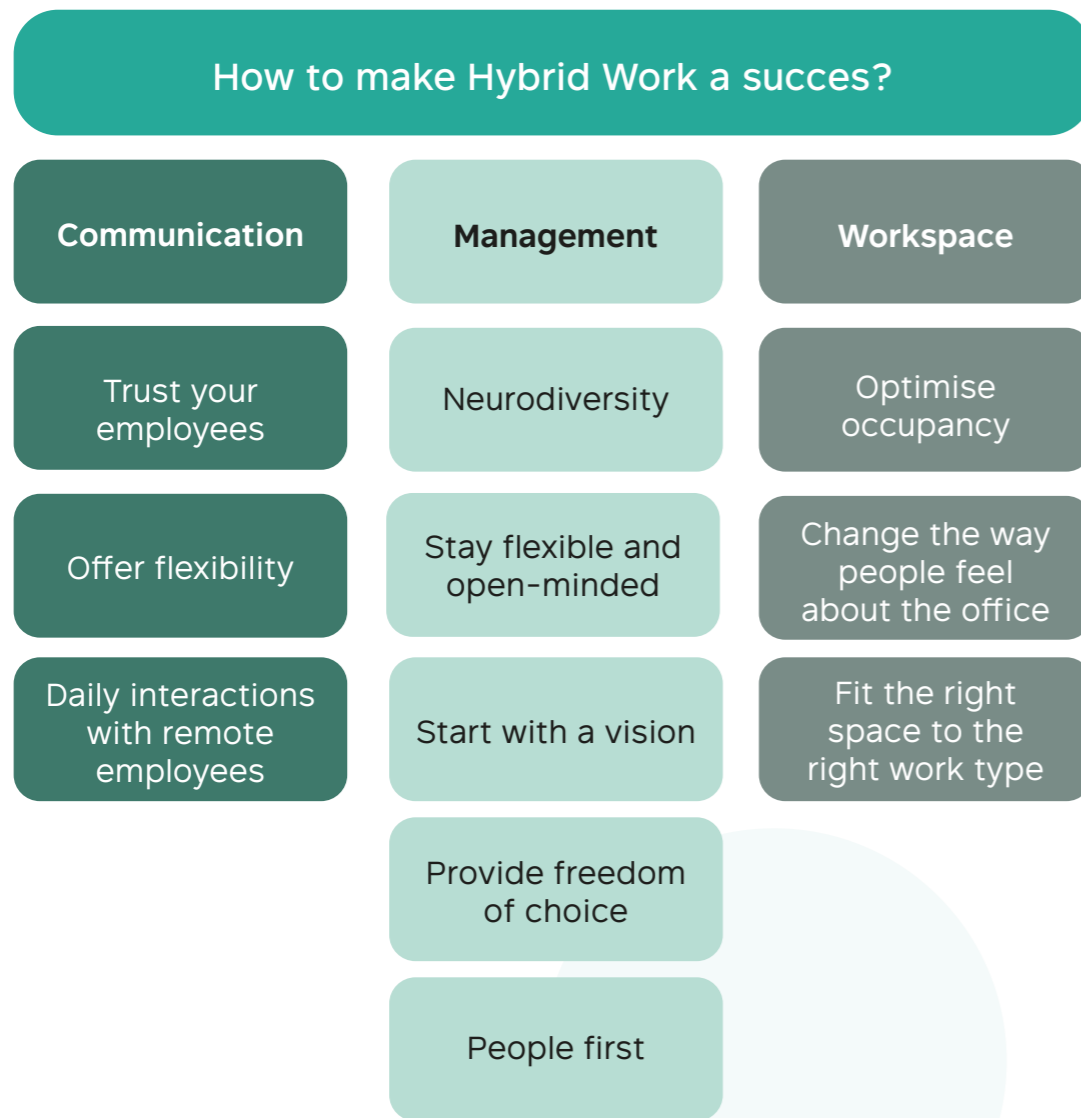 How to make Hybrid Work a succes?
Communication
Trust your
employees
Offer flexibility
Daily interactions
with remote
employees
Management
Neurodiversity
Stay flexible and
open-minded
Start with a vision
Provide freedom
of choice
People first
Workspace
Optimise
occupancy
Change the way
people feel
about the office
Fit the right
space to the
right work type